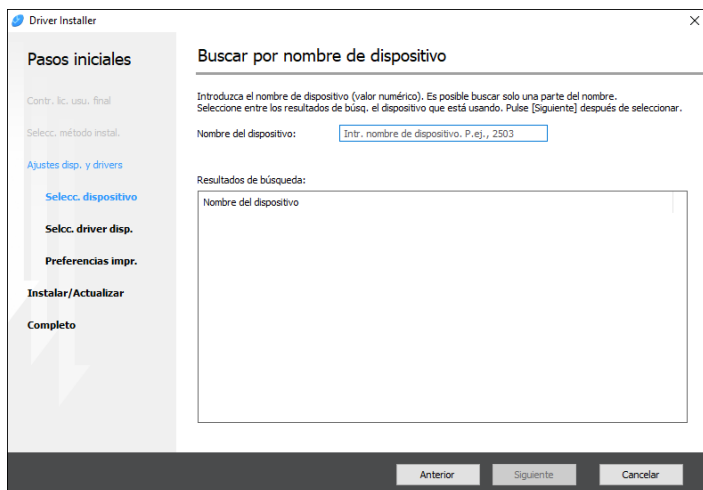 Driver Installer
Pasos iniciales
Contr. lic. usu. final
Selecc. método instal.
Ajustes disp. y drivers
Selecc. dispositivo
Selcc. driver disp.
Preferencias impr.
Instalar/Actualizar
Completo
Buscar por nombre de dispositivo
Introduzca el nombre de dispositivo (valor numérico). Es posible buscar solo una parte del nombre.
Seleccione entre los resultados de búsq. el dispositivo que está usando. Pulse [Siguiente] después de seleccionar.
Nombre del dispositivo: Intr. nombre de dispositivo. P.ej., 2503
Resultados de búsqueda:
Nombre del dispositivo
Anterior Siguiente Cancelar